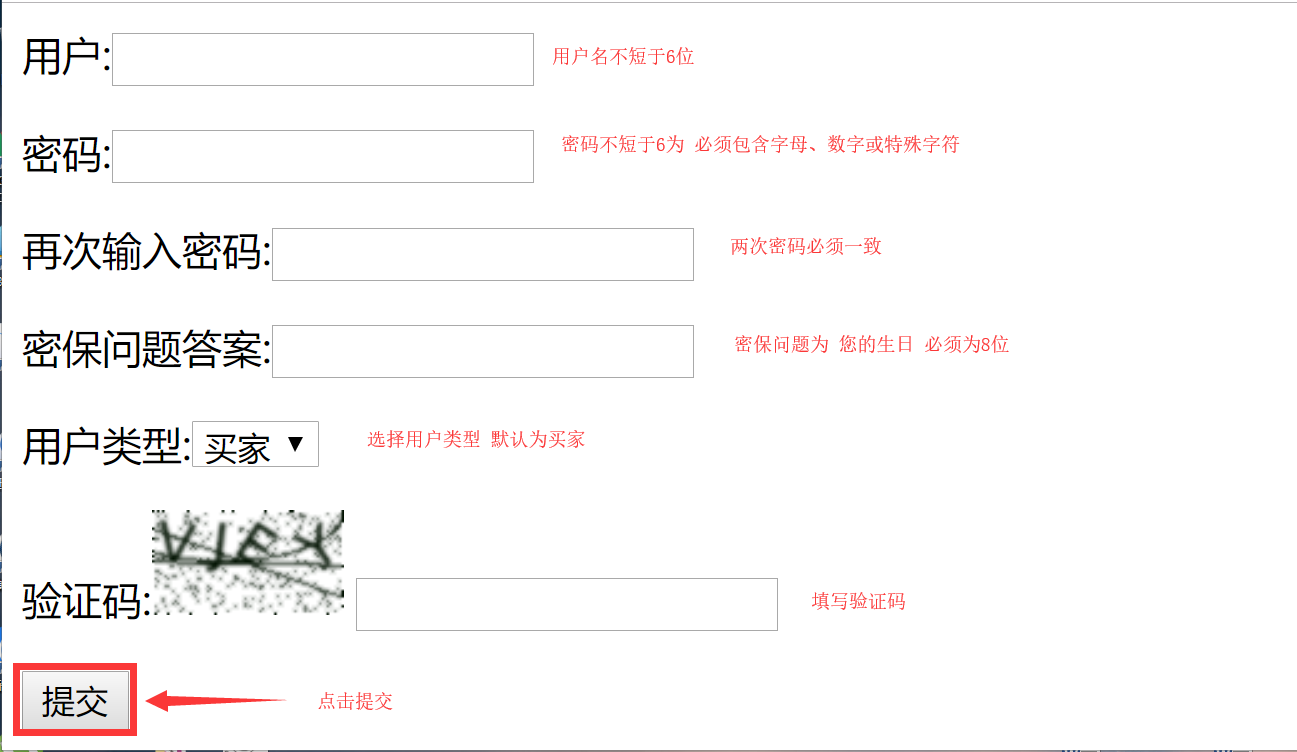 用户: 用户名不短于6位
密码: 密码不短于6为 必须包含字母、数字或特殊字符
再次输入密码: 两次密码必须一致
密保问题答案: 密保问题为 您的生日 必须为8位
用户类型: 买家 ▼ 选择用户类型 默认为买家
验证码: 填写验证码
提交 点击提交